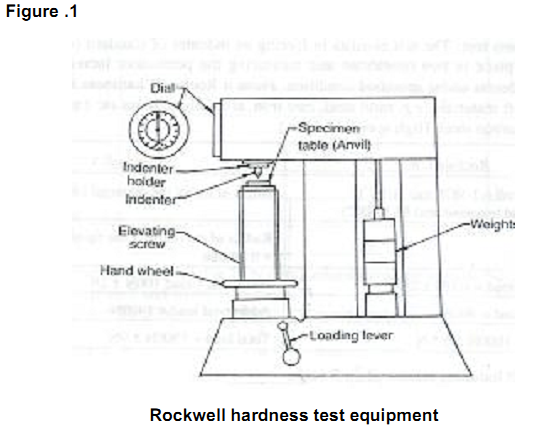 Figure .1
Dial
Specimen
table (Anvil)
Indenter
holder
Indenter
Elevating
screw
Weights
Hand wheel
Loading lever
Rockwell hardness test equipment